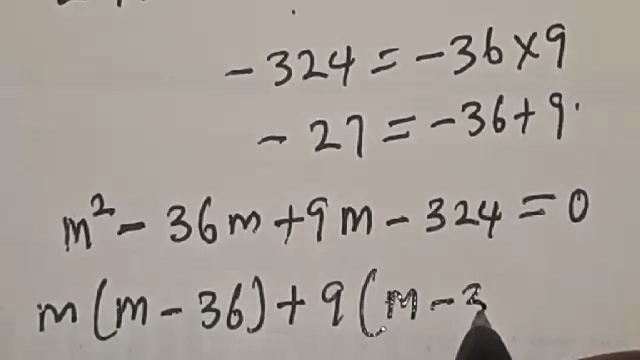 -324 = -36×9
-27 = -36+9.
m² - 36m + 9m - 324 = 0
m(m-36) + 9(m-3